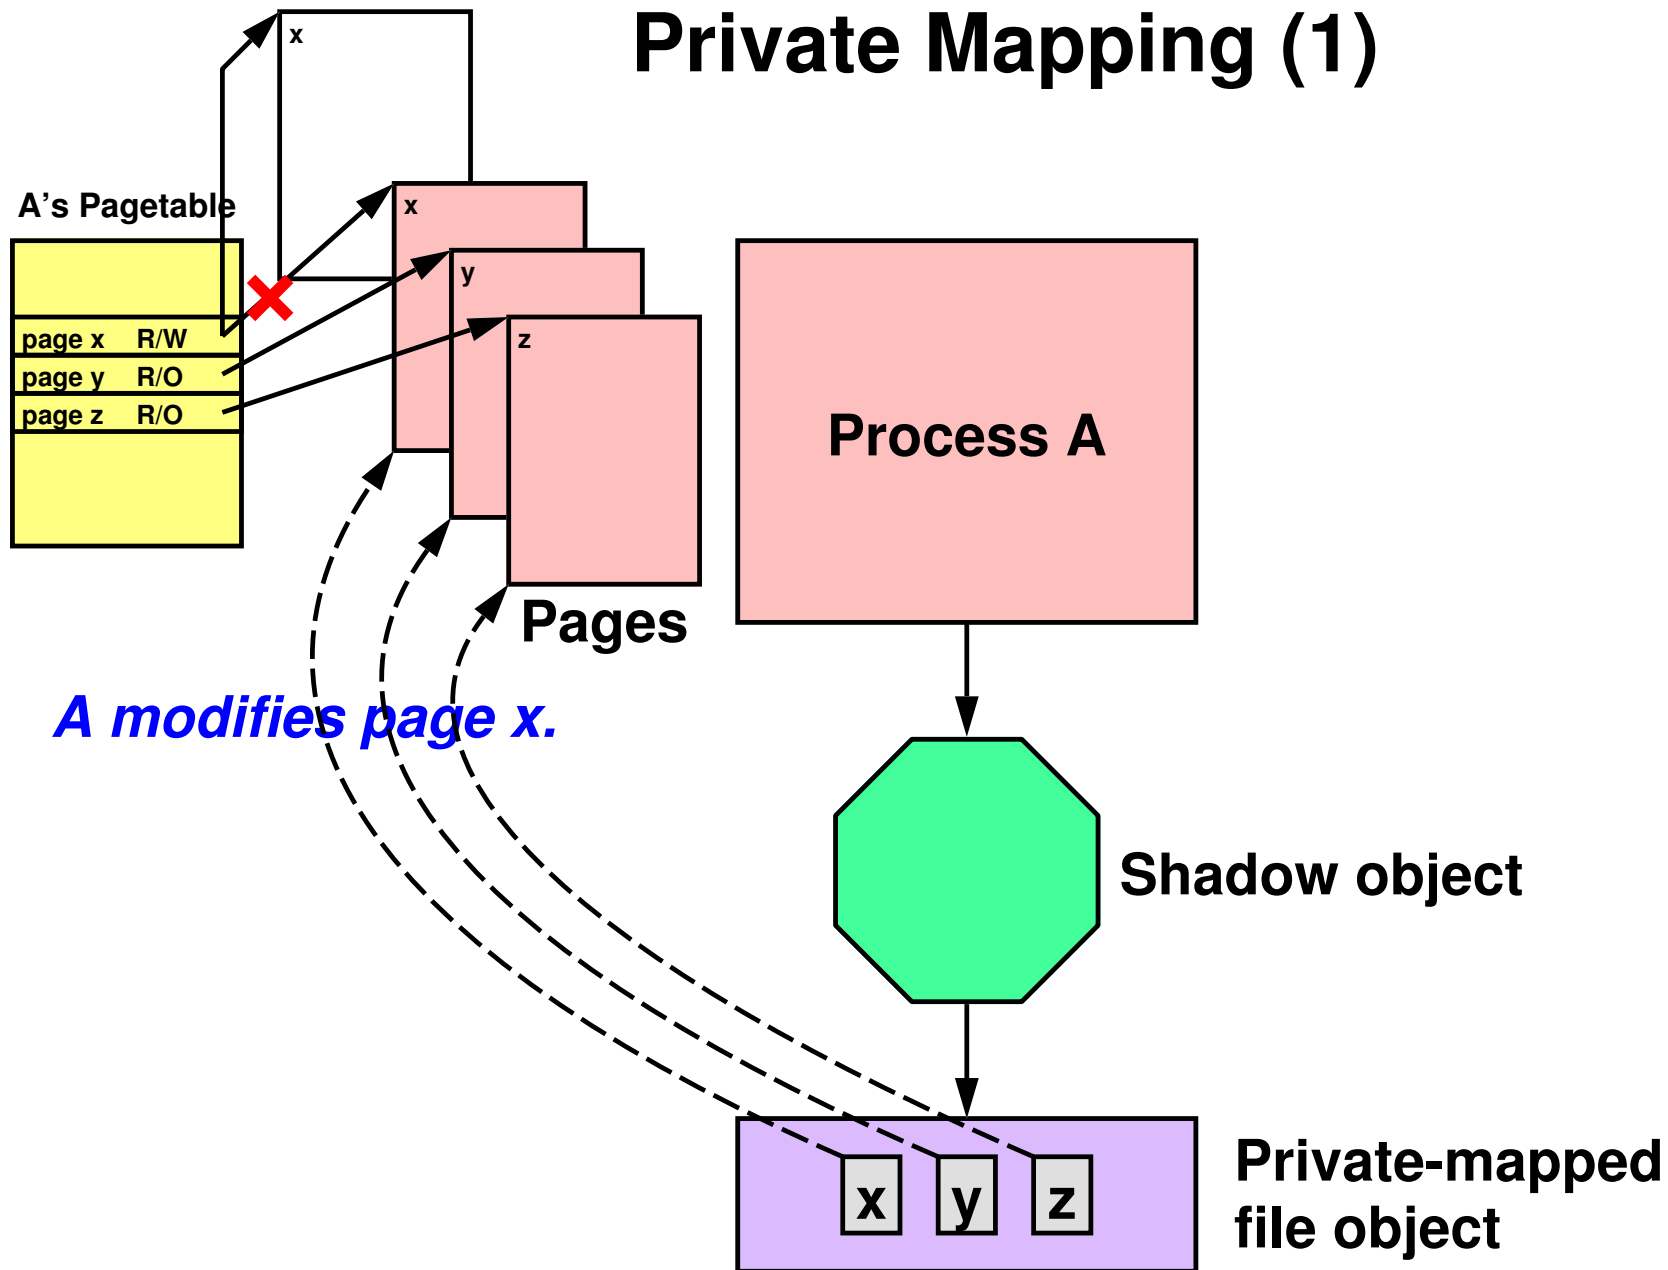 Private Mapping (1)
x
A's Pagetable
x
y
z
page x R/W
page y R/O
page z R/O
Process A
Pages
A modifies page x.
Shadow object
Private-mapped
file object
x y z